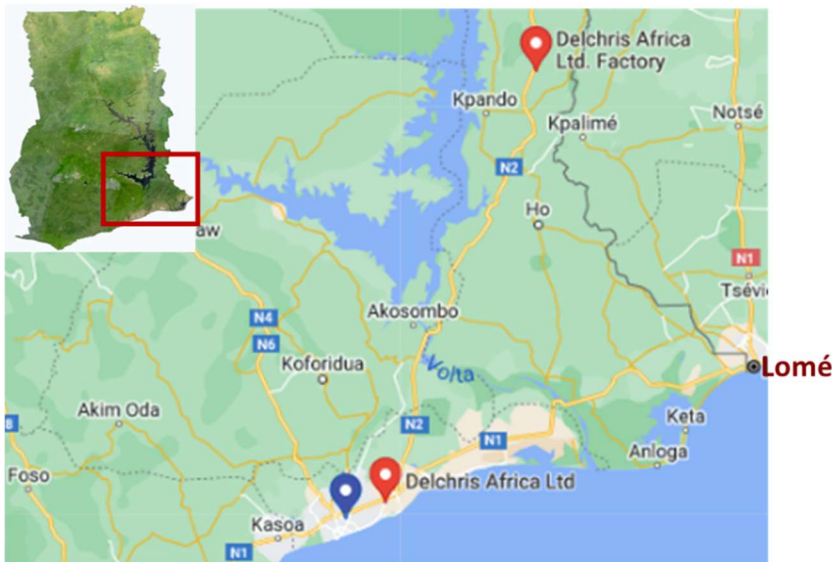 Delchris Africa
Ltd. Factory
Kpando
Kpalimé
Notsé
N2
Ho
aw
N1
Tsévi
Akosombo
N4
N6
Koforidua
Volta
Lomé
Akim Oda
8
N2
N1
Keta
Anloga
Foso
Delchris Africa Ltd
Kasoa
N1